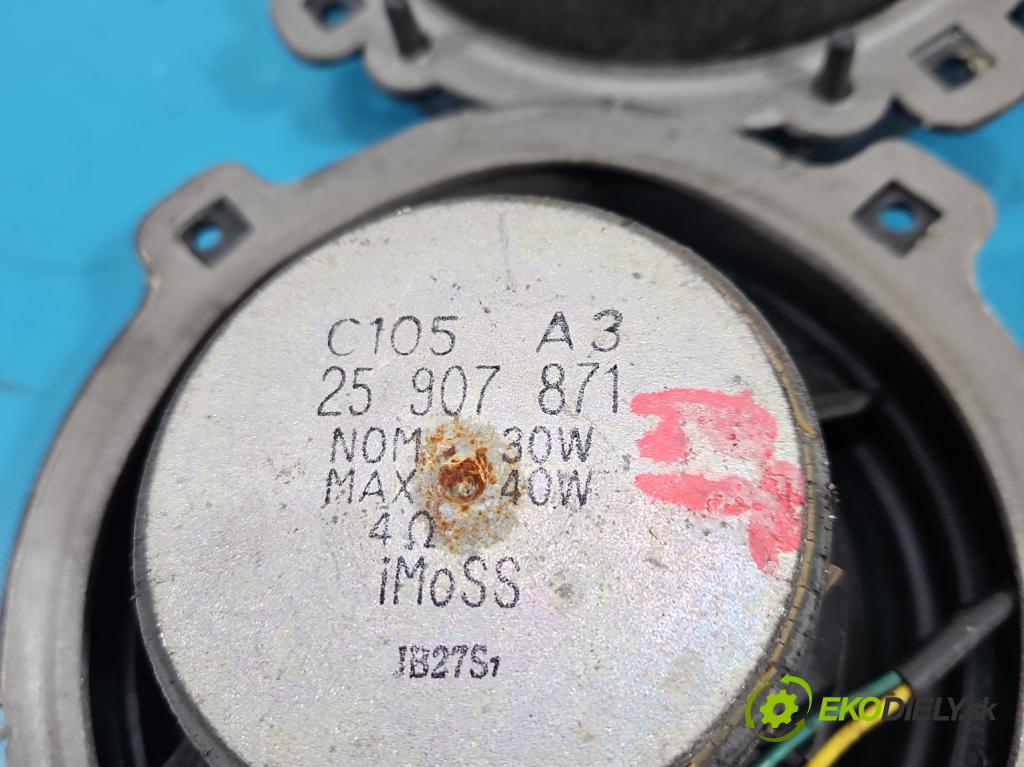 C105 A3
25 907 871
NOM 30W
MAX 40W
4Ω
iMoSS
JB27S1
EKODIELY.sk